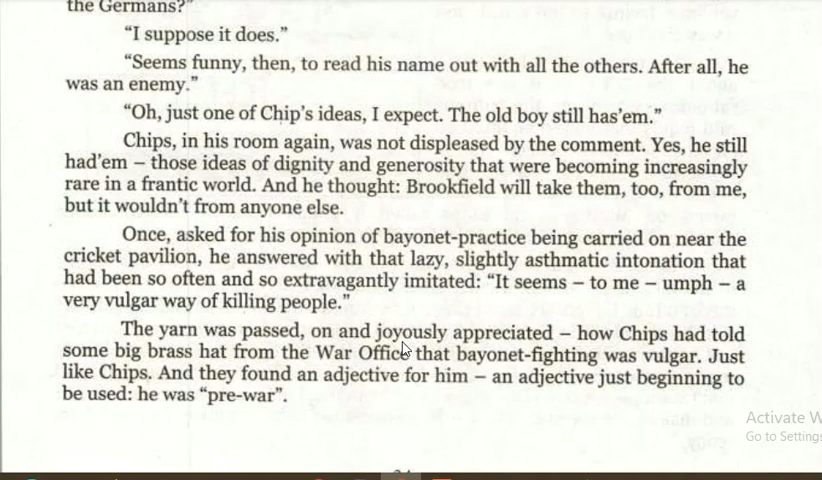 the Germans?"
“I suppose it does.”
“Seems funny, then, to read his name out with all the others. After all, he
was an enemy.”
“Oh, just one of Chip’s ideas, I expect. The old boy still has’em.”
Chips, in his room again, was not displeased by the comment. Yes, he still
had’em – those ideas of dignity and generosity that were becoming increasingly
rare in a frantic world. And he thought: Brookfield will take them, too, from me,
but it wouldn’t from anyone else.
Once, asked for his opinion of bayonet-practice being carried on near the
cricket pavilion, he answered with that lazy, slightly asthmatic intonation that
had been so often and so extravagantly imitated: “It seems – to me – umph – a
very vulgar way of killing people.”
The yarn was passed, on and joyously appreciated – how Chips had told
some big brass hat from the War Office that bayonet-fighting was vulgar. Just
like Chips. And they found an adjective for him – an adjective just beginning to
be used: he was “pre-war”.
Activate W
Go to Settings